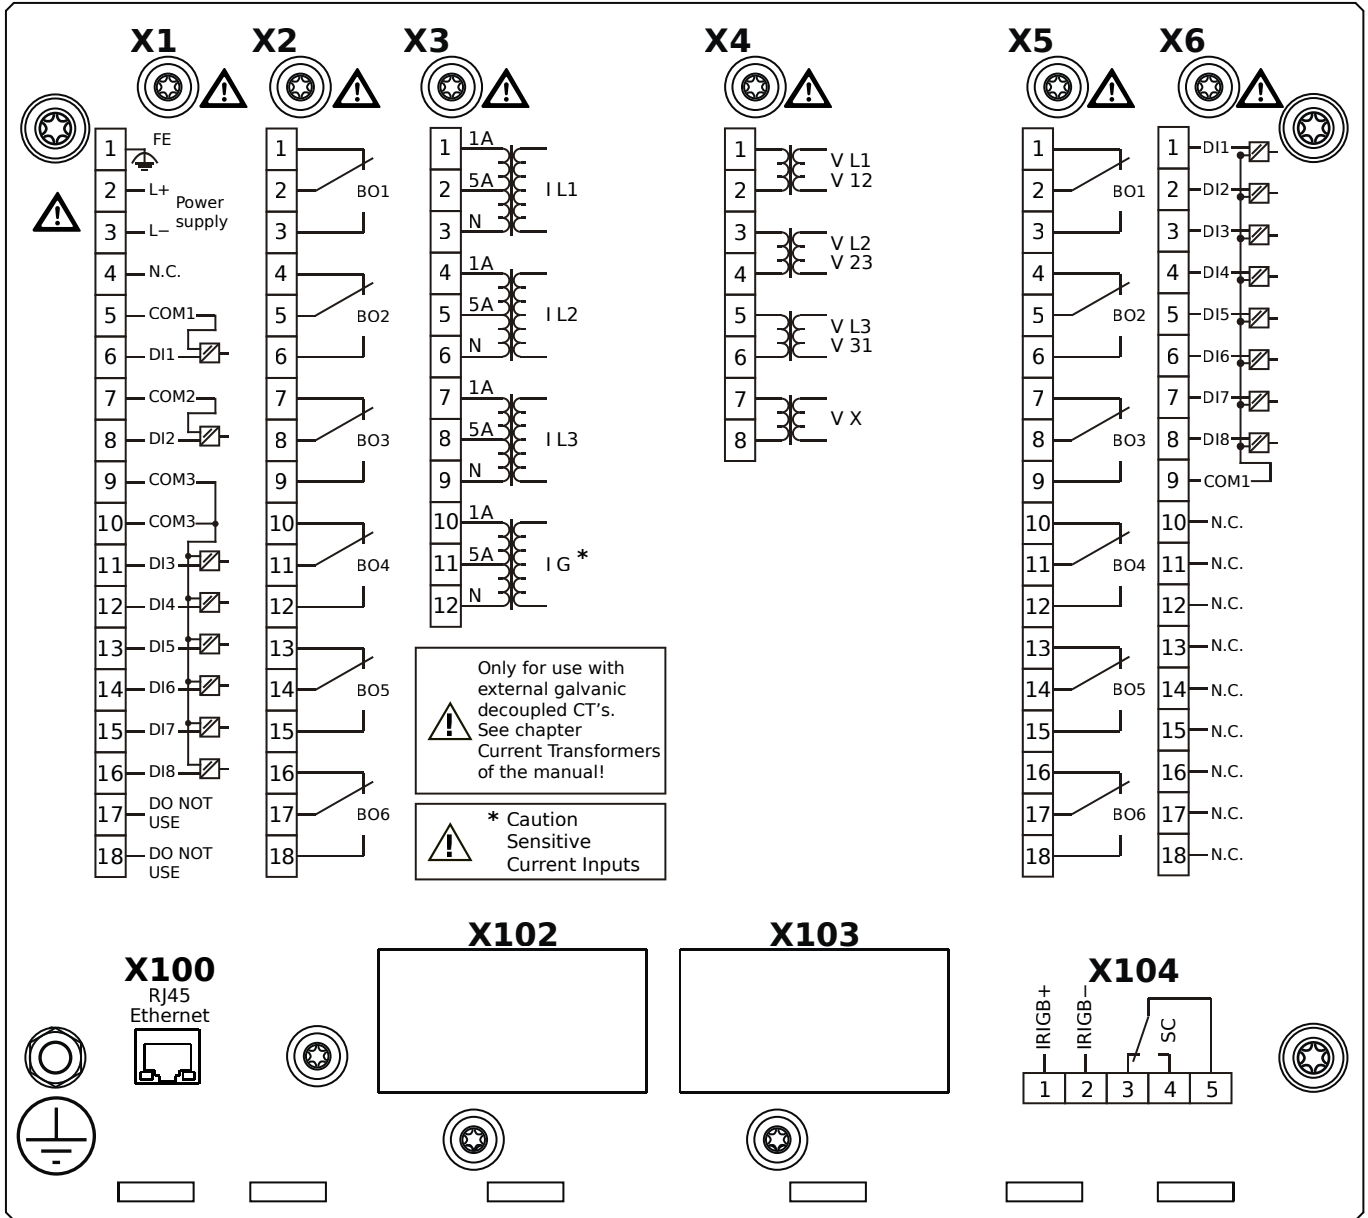 X1
X2
X3
X4
X5
X6
1 FE
2 L+
Power
supply
3 L−
4 N.C.
5 COM1
6 DI1
7 COM2
8 DI2
9 COM3
10 COM3
11 DI3
12 DI4
13 DI5
14 DI6
15 DI7
16 DI8
17 DO NOT
USE
18 DO NOT
USE
1
2 BO1
3
4
5 BO2
6
7
8 BO3
9
10
11 BO4
12
13
14 BO5
15
16
17 BO6
18
1 1A
2 5A I L1
3 N
4 1A
5 5A I L2
6 N
7 1A
8 5A I L3
9 N
10 1A
11 5A I G *
12 N
Only for use with
external galvanic
decoupled CT's.
See chapter
Current Transformers
of the manual!
* Caution
Sensitive
Current Inputs
1 V L1
2 V 12
3 V L2
4 V 23
5 V L3
6 V 31
7 V X
8
1
2 BO1
3
4
5 BO2
6
7
8 BO3
9
10
11 BO4
12
13
14 BO5
15
16
17 BO6
18
1 DI1
2 DI2
3 DI3
4 DI4
5 DI5
6 DI6
7 DI7
8 DI8
9 COM1
10 N.C.
11 N.C.
12 N.C.
13 N.C.
14 N.C.
15 N.C.
16 N.C.
17 N.C.
18 N.C.
X100
RJ45
Ethernet
X102
X103
X104
IRIGB+
IRIGB−
SC
1 2 3 4 5